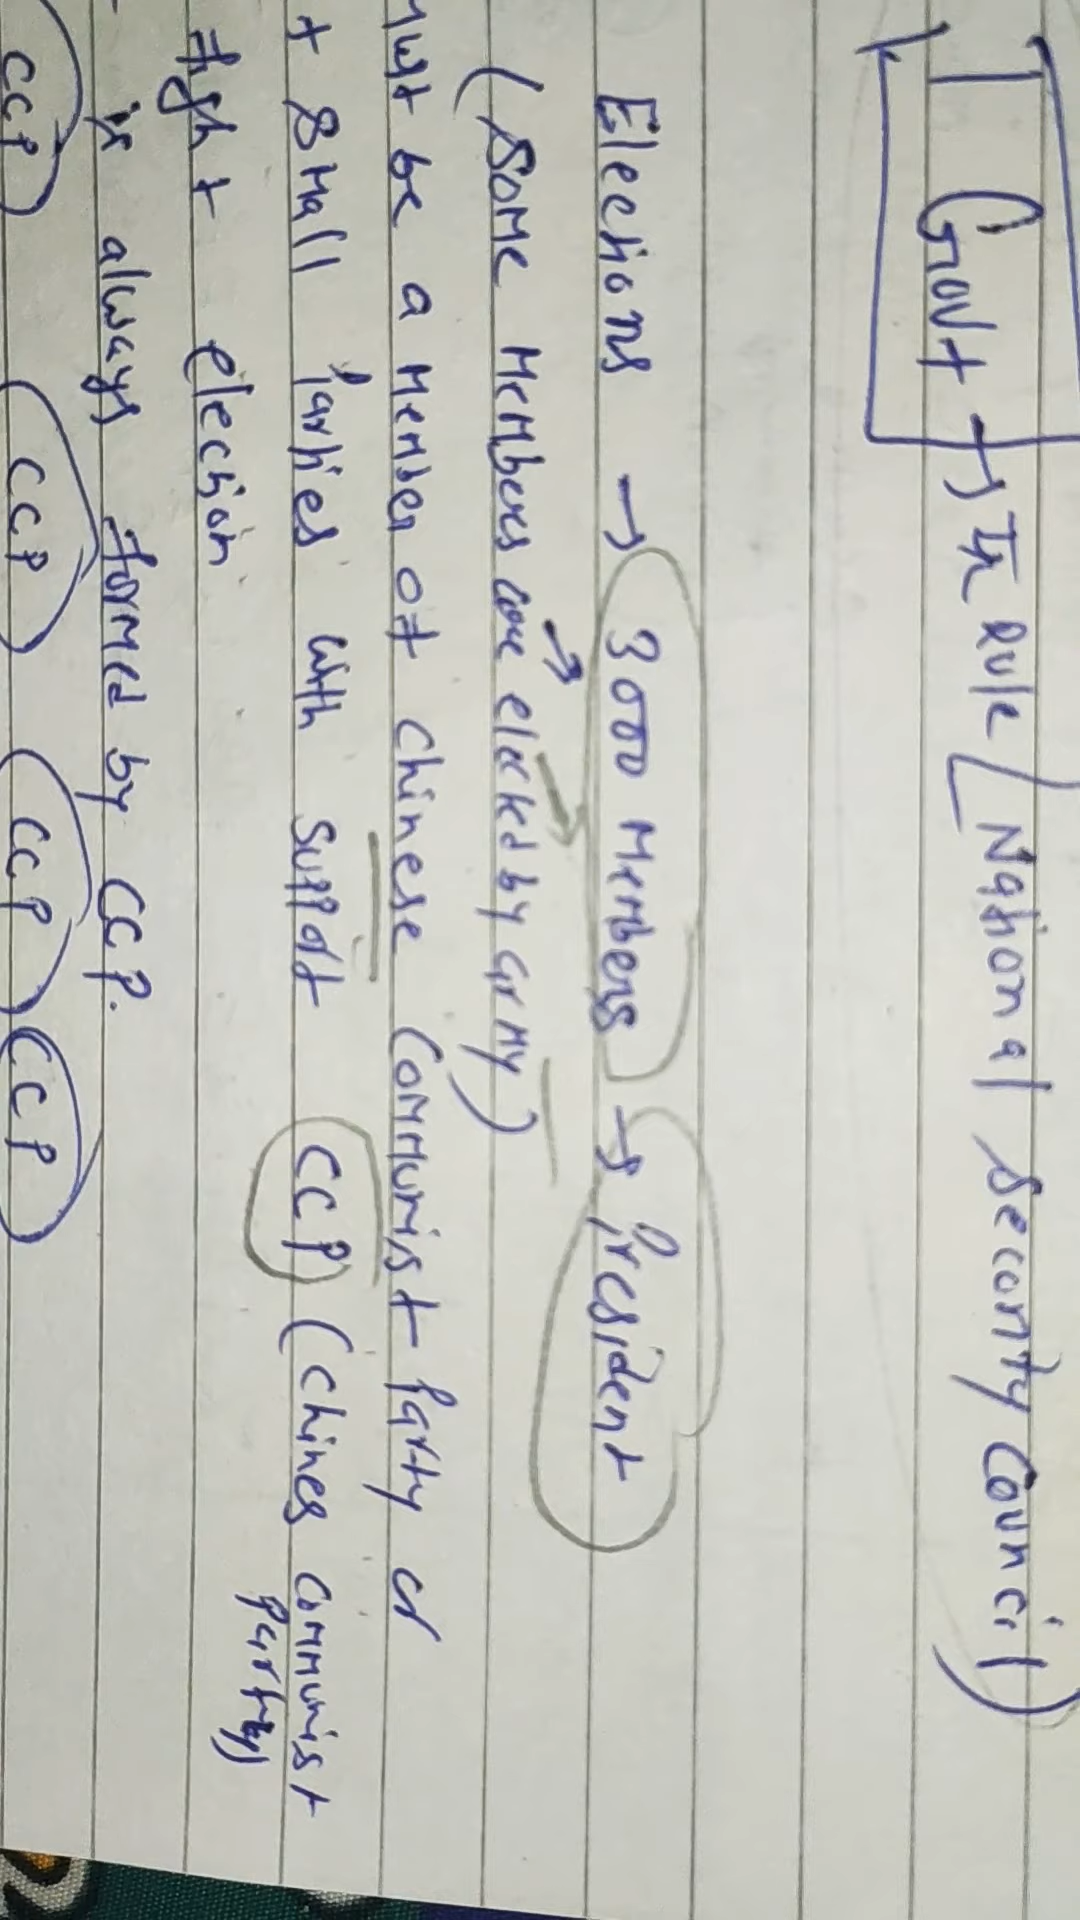 Govt → In Rule (National Security Council)
Elections → 3000 Members → President
(Some Members are elected by army)
Must be a Member of Chinese Communist Party or
+ Small Parties with Support CCP (Chines Communist
Party)
fight election
is always formed by CCP.
CCP CCP CCP CCP